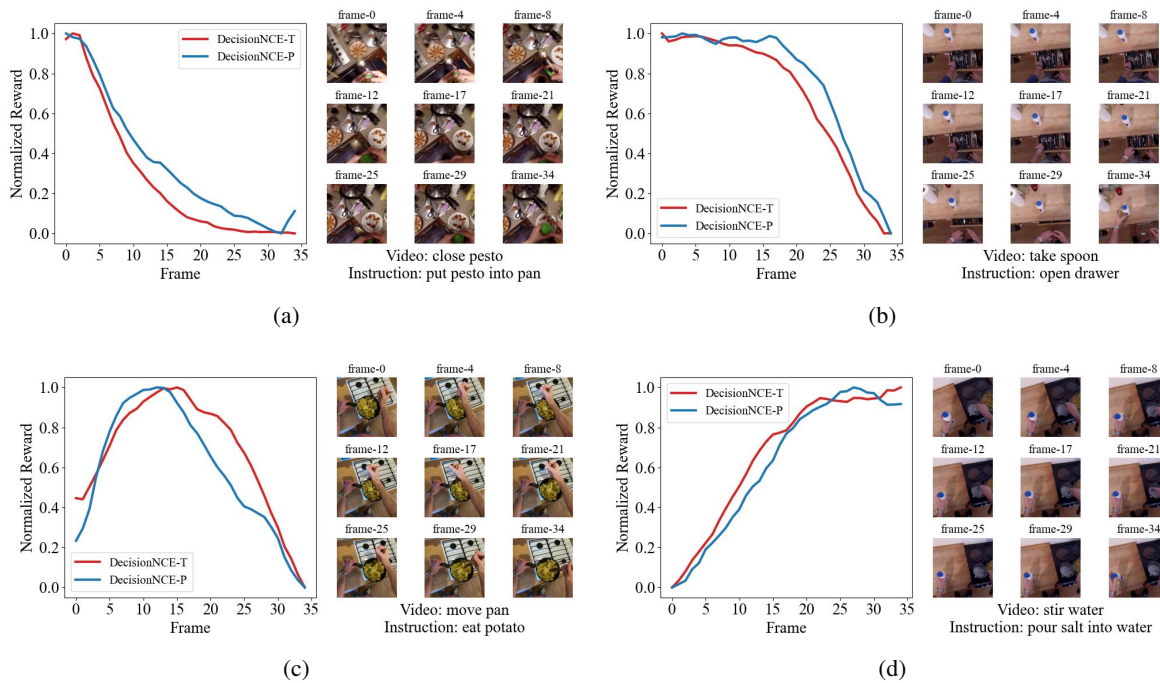 frame-0 frame-4 frame-8
1.0
0.8
0.6
0.4
0.2
0.0
Normalized Reward
DecisionNCE-T
DecisionNCE-P
frame-12 frame-17 frame-21
frame-25 frame-29 frame-34
0 5 10 15 20 25 30 35
Frame
Video: close pesto
Instruction: put pesto into pan
(a)
frame-0 frame-4 frame-8
1.0
0.8
0.6
0.4
0.2
0.0
Normalized Reward
frame-12 frame-17 frame-21
frame-25 frame-29 frame-34
DecisionNCE-T
DecisionNCE-P
0 5 10 15 20 25 30 35
Frame
Video: take spoon
Instruction: open drawer
(b)
frame-0 frame-4 frame-8
1.0
0.8
0.6
0.4
0.2
0.0
Normalized Reward
frame-12 frame-17 frame-21
frame-25 frame-29 frame-34
DecisionNCE-T
DecisionNCE-P
0 5 10 15 20 25 30 35
Frame
Video: move pan
Instruction: eat potato
(c)
frame-0 frame-4 frame-8
1.0
0.8
0.6
0.4
0.2
0.0
Normalized Reward
DecisionNCE-T
DecisionNCE-P
frame-12 frame-17 frame-21
frame-25 frame-29 frame-34
0 5 10 15 20 25 30 35
Frame
Video: stir water
Instruction: pour salt into water
(d)